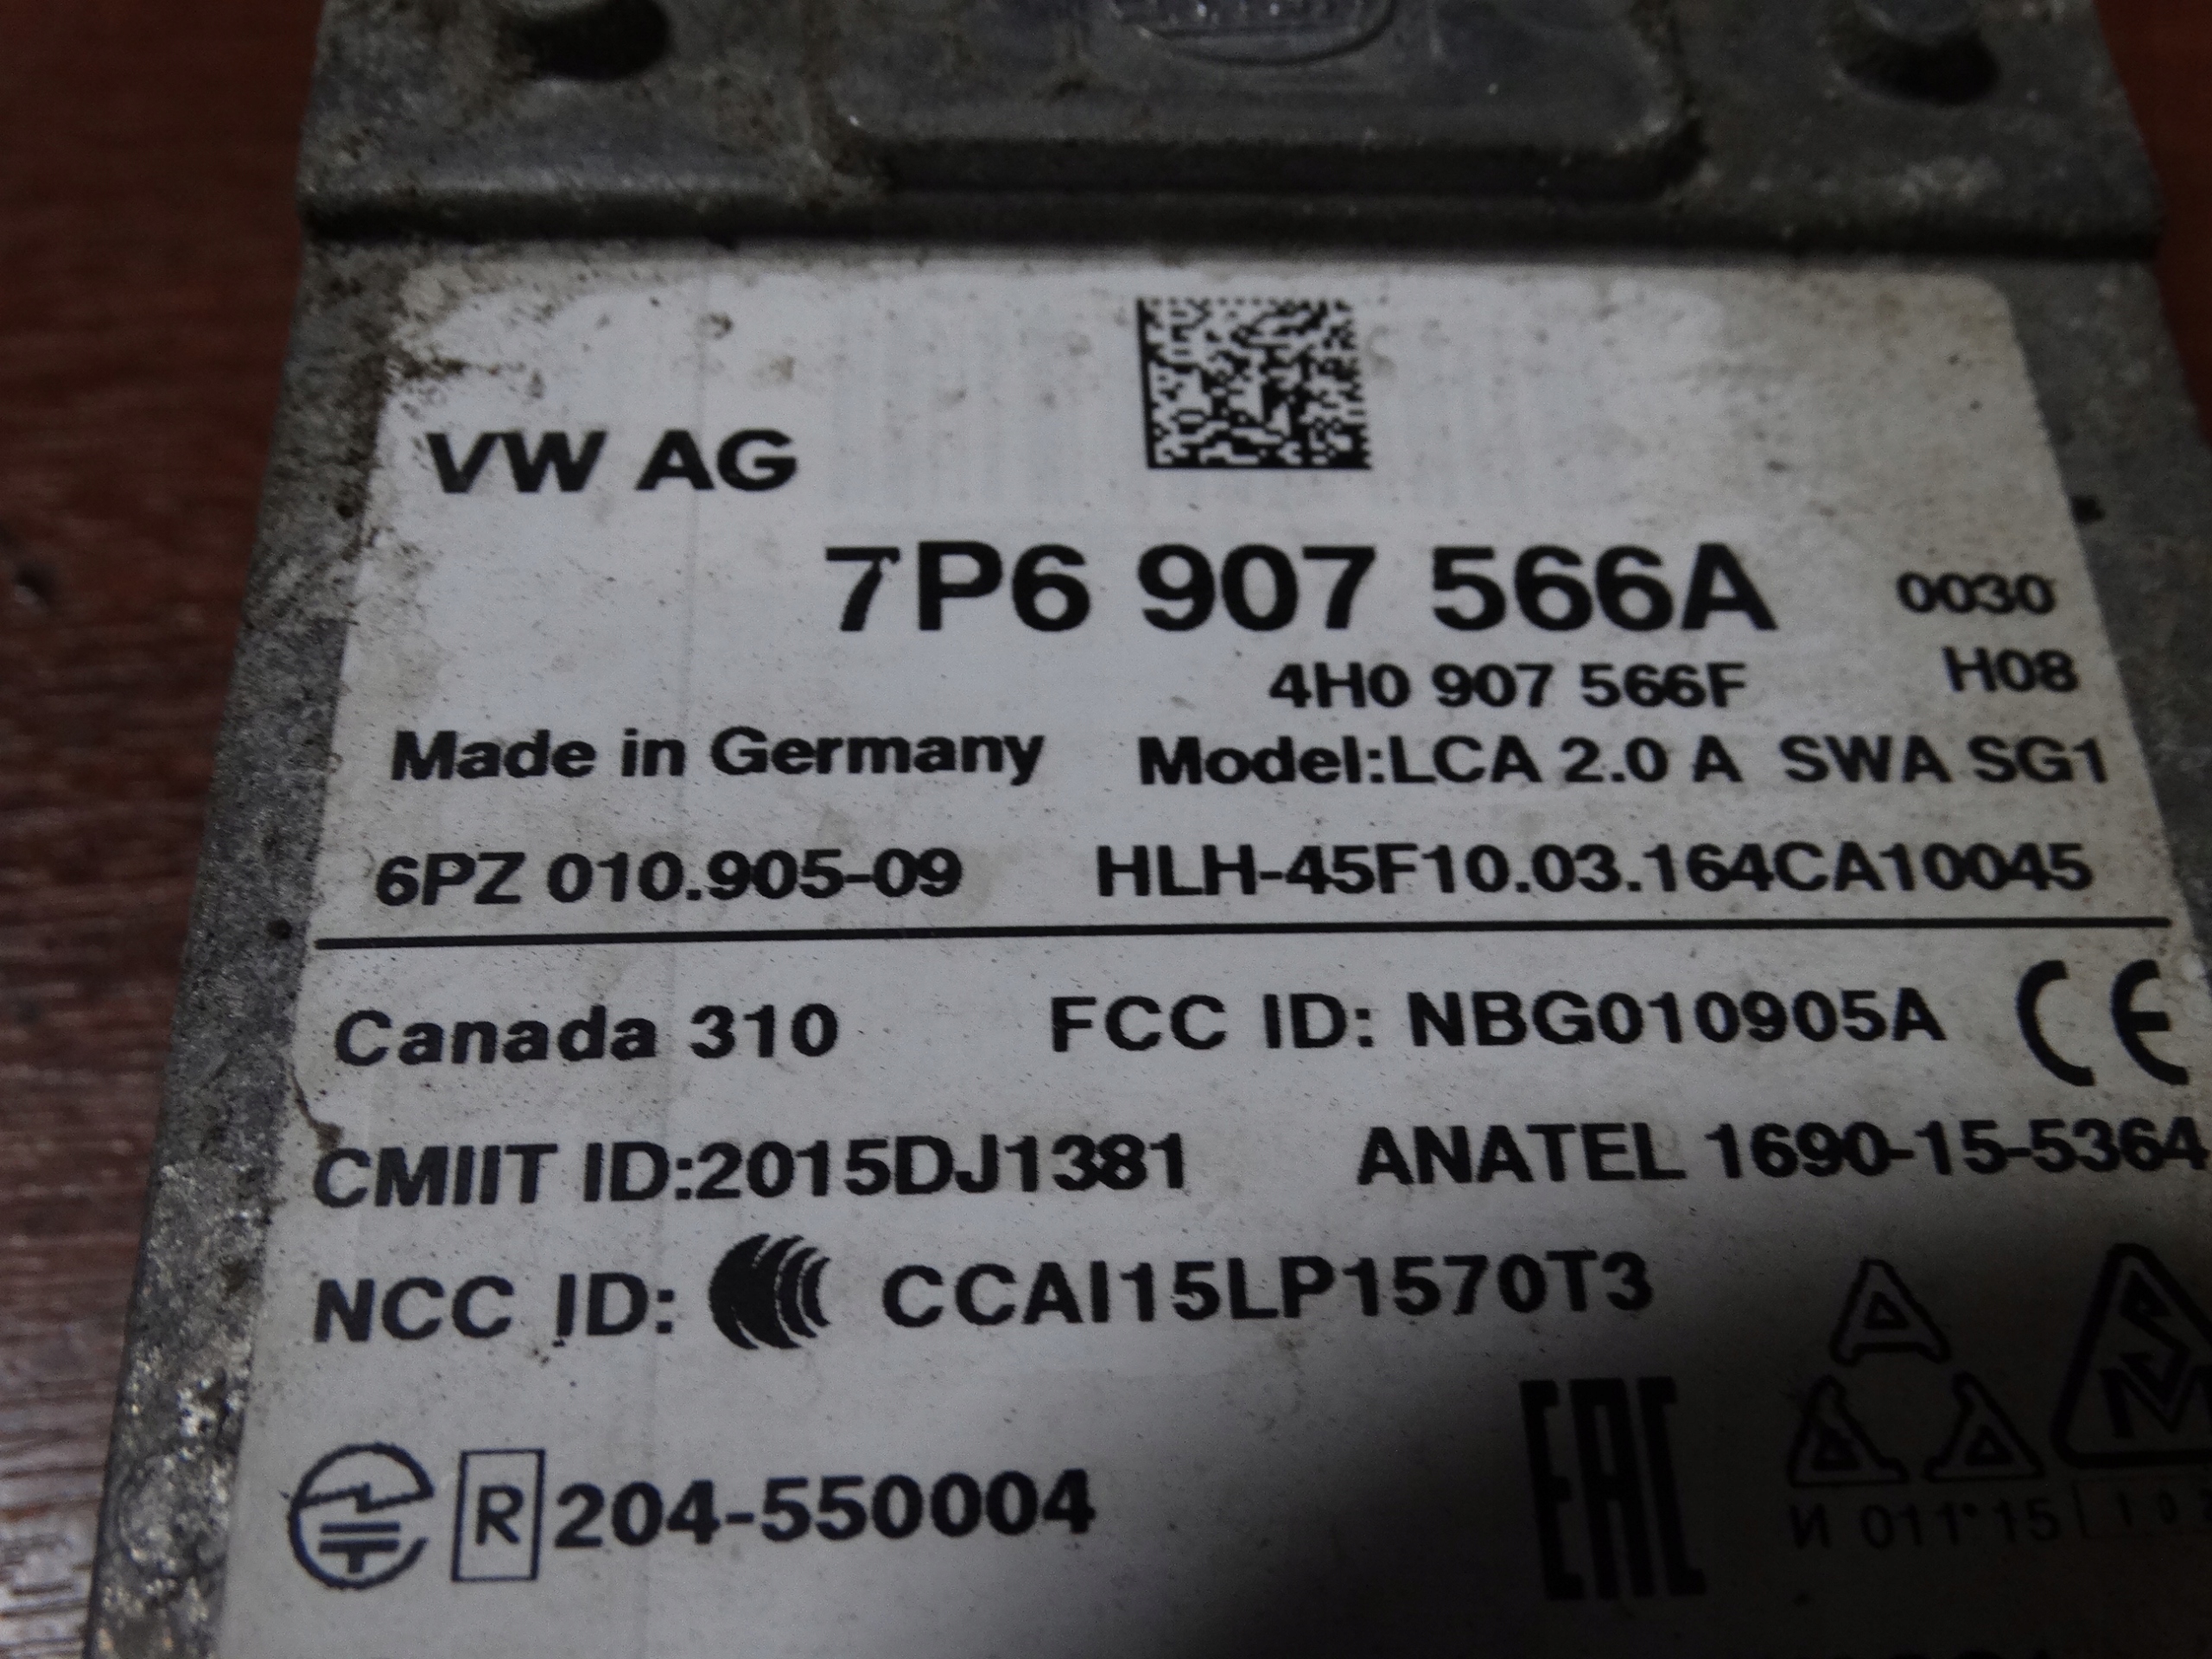 VW AG
7P6 907 566A 0030
4H0 907 566F H08
Made in Germany Model:LCA 2.0 A SWA SG1
6PZ 010.905-09 HLH-45F10.03.164CA10045
Canada 310 FCC ID: NBG010905A CE
CMIIT ID:2015DJ1381 ANATEL 1690-15-5364
NCC ID: CCAI15LP1570T3
R 204-550004 EAC
И 011*15